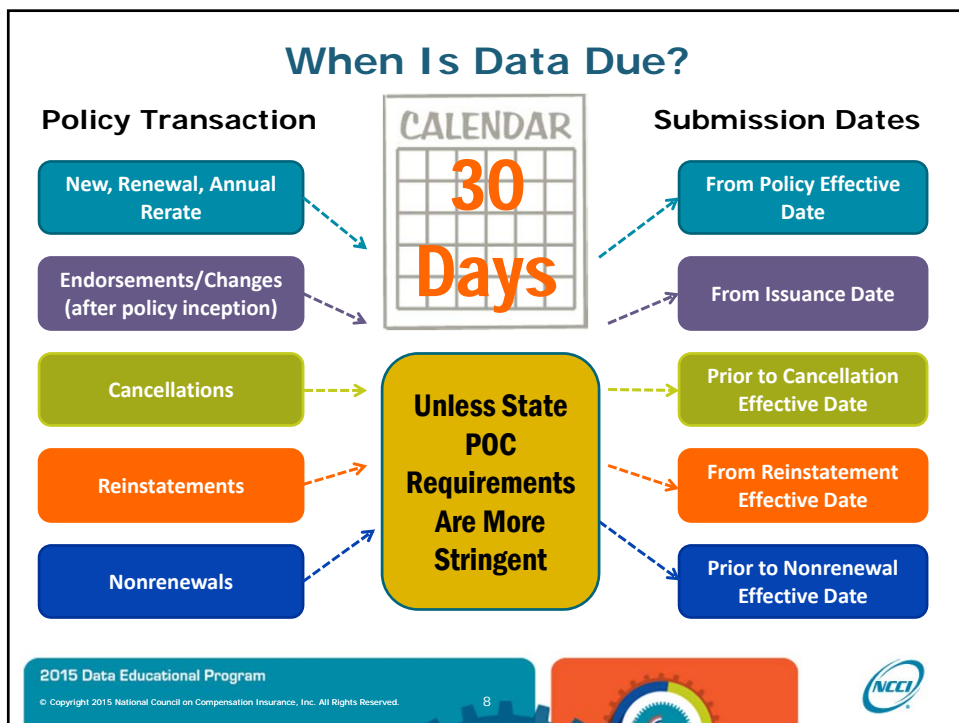 When Is Data Due?
Policy Transaction
CALENDAR
30
Days
Submission Dates
New, Renewal, Annual
Rerate
From Policy Effective
Date
Endorsements/Changes
(after policy inception)
From Issuance Date
Cancellations
Unless State
POC
Requirements
Are More
Stringent
Prior to Cancellation
Effective Date
Reinstatements
From Reinstatement
Effective Date
Nonrenewals
Prior to Nonrenewal
Effective Date
2015 Data Educational Program
© Copyright 2015 National Council on Compensation Insurance, Inc. All Rights Reserved.
8
NCCI